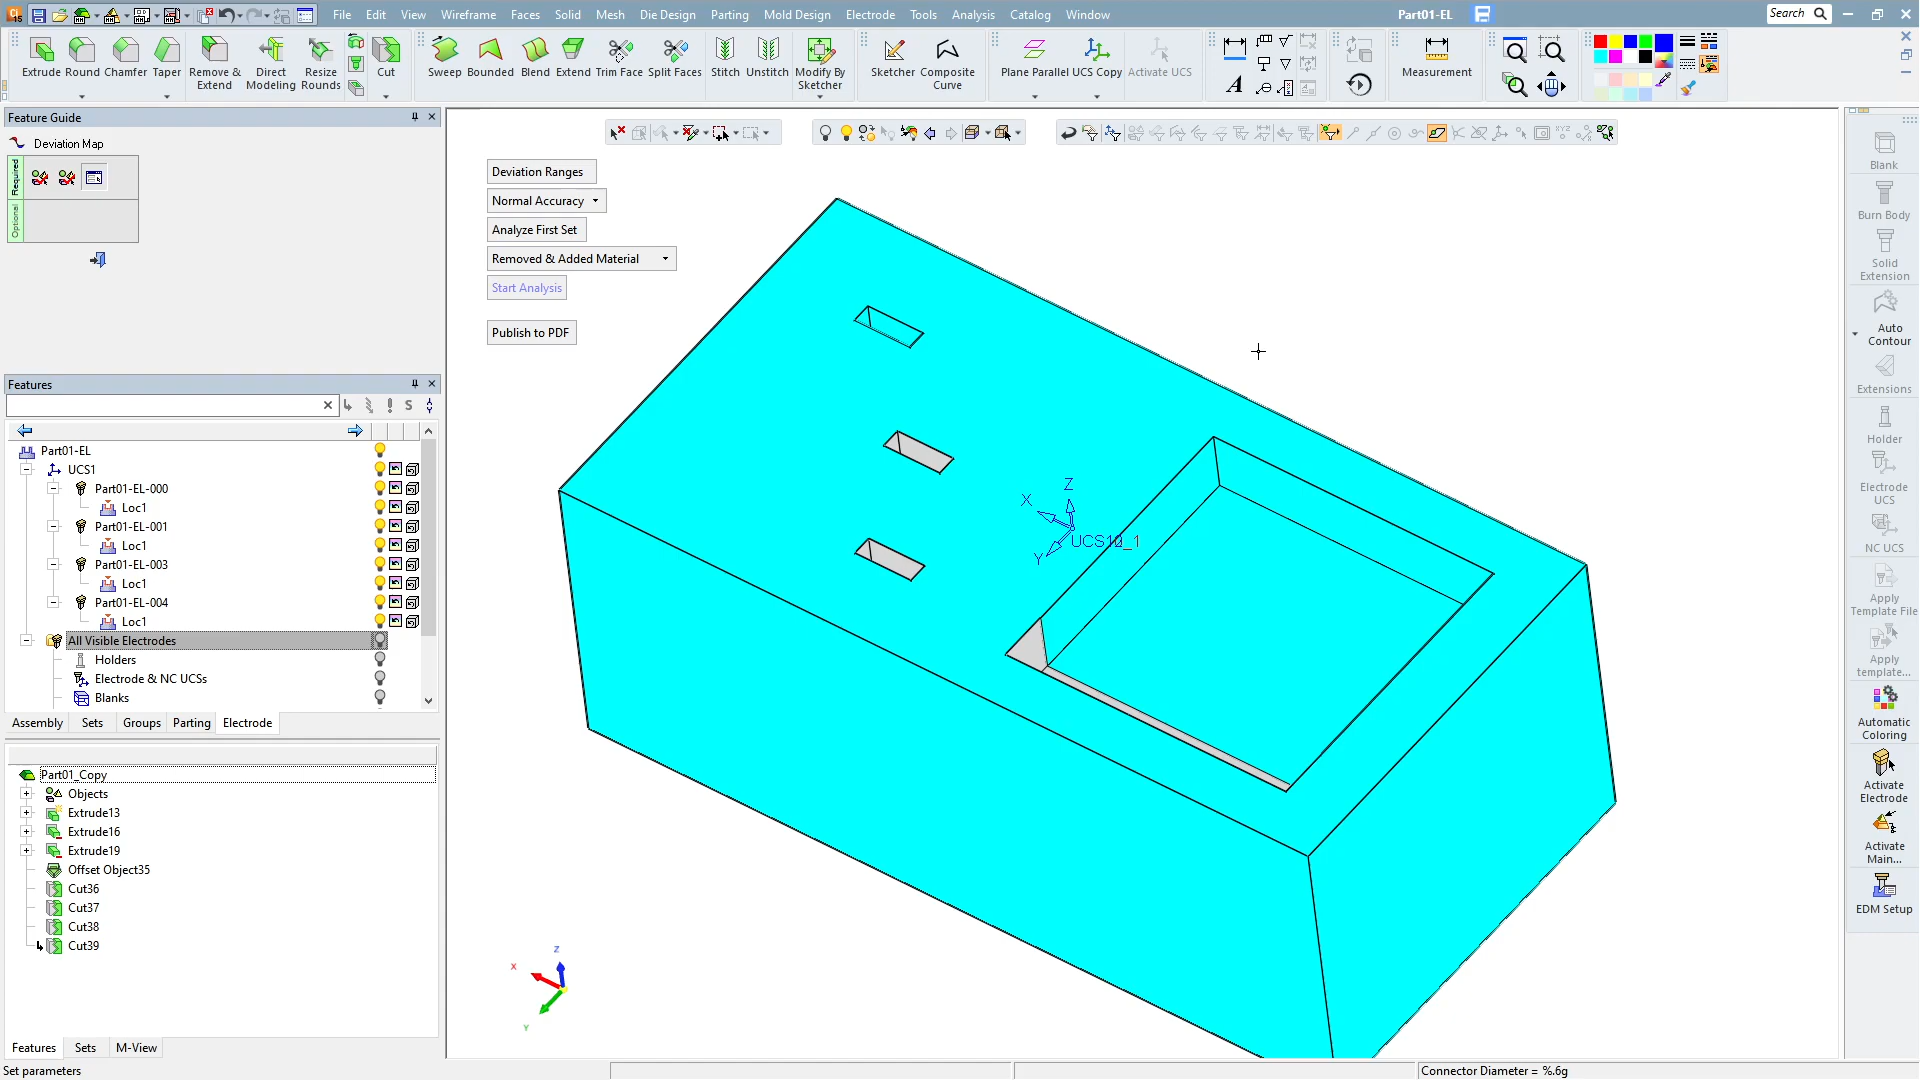 File Edit View Wireframe Faces Solid Mesh Die Design Parting Mold Design Electrode Tools Analysis Catalog Window Part01-EL Search
Extrude Round Chamfer Taper Remove & Extend Direct Modeling Resize Rounds Cut Sweep Bounded Blend Extend Trim Face Split Faces Stitch Unstitch Modify By Sketcher Sketcher Composite Curve Plane Parallel UCS Copy Activate UCS Measurement
Feature Guide
Deviation Map
Required
Optional
Deviation Ranges
Normal Accuracy
Analyze First Set
Removed & Added Material
Start Analysis
Publish to PDF
Features
S
Part01-EL
UCS1
Part01-EL-000
Loc1
Part01-EL-001
Loc1
Part01-EL-003
Loc1
Part01-EL-004
Loc1
All Visible Electrodes
Holders
Electrode & NC UCSs
Blanks
Assembly Sets Groups Parting Electrode
Part01_Copy
Objects
Extrude13
Extrude16
Extrude19
Offset Object35
Cut36
Cut37
Cut38
Cut39
Features Sets M-View
Z
X
Y
Z
X
Y
Blank
Burn Body
Solid Extension
Auto Contour
Extensions
Holder
Electrode UCS
NC UCS
Apply Template File
Apply template...
Automatic Coloring
Activate Electrode
Activate Main...
EDM Setup
Set parameters
Connector Diameter = %.6g